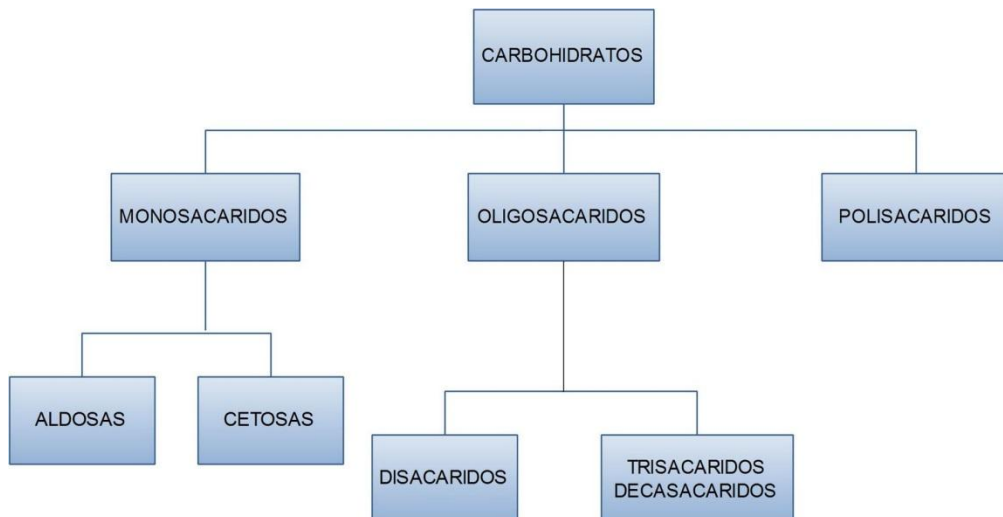 CARBOHIDRATOS
MONOSACARIDOS
OLIGOSACARIDOS
POLISACARIDOS
ALDOSAS
CETOSAS
DISACARIDOS
TRISACARIDOS
DECASACARIDOS